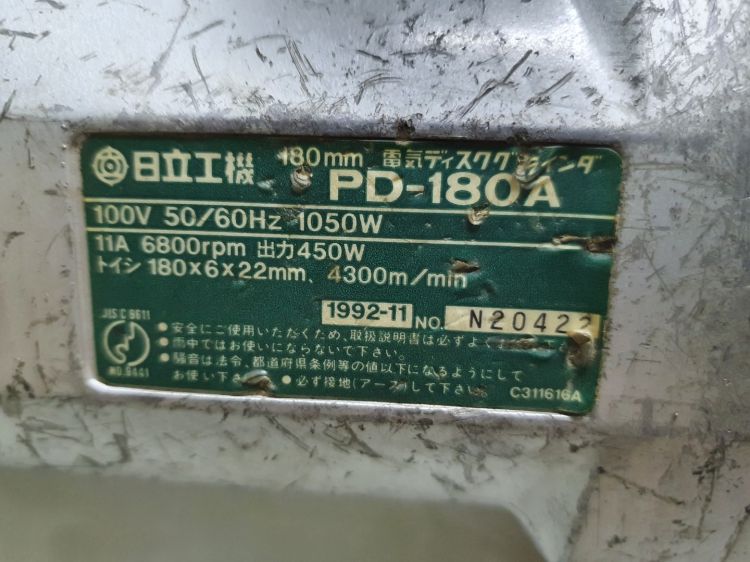 日立工機 180mm 電気ディスクグラインダ
PD-180A
100V 50/60Hz 1050W
11A 6800rpm 出力450W
トイシ 180×6×22mm、4300m/min
1992-11 NO. N20422
JIS C 9611
NO.9441
●安全にご使用いただくため、取扱説明書は必ずよく
●雨中ではお使いにならないで下さい。
●騒音は法令、都道府県条例等の値以下になるようにして
お使い下さい。 ●必ず接地(アース)して下さい。
C311616A